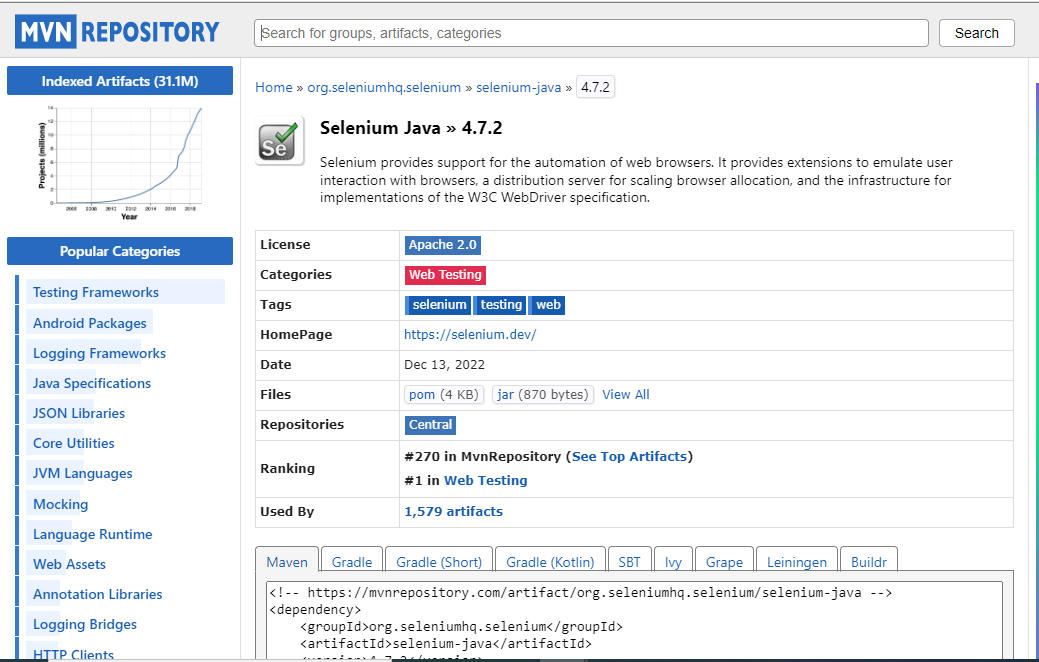 MVN REPOSITORY
Search for groups, artifacts, categories
Search
Indexed Artifacts (31.1M)
Projects (millions)
Year
Popular Categories
Testing Frameworks
Android Packages
Logging Frameworks
Java Specifications
JSON Libraries
Core Utilities
JVM Languages
Mocking
Language Runtime
Web Assets
Annotation Libraries
Logging Bridges
HTTP Clients
Home » org.seleniumhq.selenium » selenium-java » 4.7.2
Se
Selenium Java » 4.7.2
Selenium provides support for the automation of web browsers. It provides extensions to emulate user
interaction with browsers, a distribution server for scaling browser allocation, and the infrastructure for
implementations of the W3C WebDriver specification.
License Apache 2.0
Categories Web Testing
Tags selenium testing web
HomePage https://selenium.dev/
Date Dec 13, 2022
Files pom (4 KB) jar (870 bytes) View All
Repositories Central
Ranking #270 in MvnRepository (See Top Artifacts)
#1 in Web Testing
Used By 1,579 artifacts
Maven Gradle Gradle (Short) Gradle (Kotlin) SBT Ivy Grape Leiningen Buildr
<!-- https://mvnrepository.com/artifact/org.seleniumhq.selenium/selenium-java -->
<dependency>
<groupId>org.seleniumhq.selenium</groupId>
<artifactId>selenium-java</artifactId>
<version>4.7.2</version>